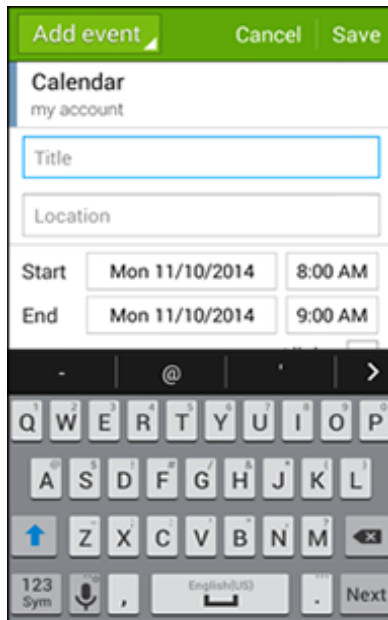 Add event Cancel Save
Calendar
my account
Title
Location
Start Mon 11/10/2014 8:00 AM
End Mon 11/10/2014 9:00 AM
- @ '
Q W E R T Y U I O P
A S D F G H J K L
Z X C V B N M
123
Sym , English(US) . Next